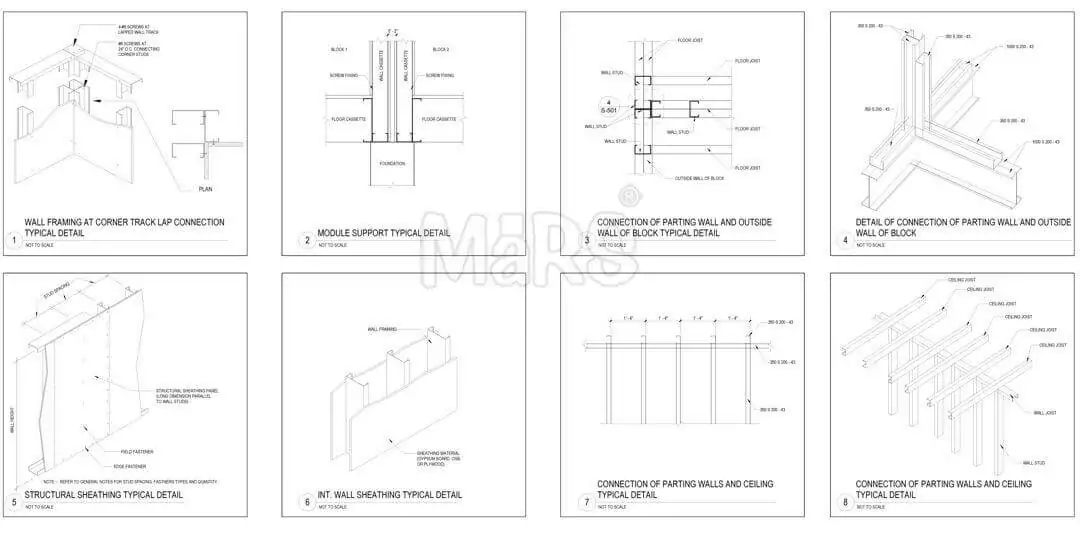 4-#8 SCREWS AT
LAPPED WALL TRACK
#8 SCREWS AT
24" O.C. CONNECTING
CORNER STUDS
PLAN
1
WALL FRAMING AT CORNER TRACK LAP CONNECTION
TYPICAL DETAIL
NOT TO SCALE
BLOCK 1
BLOCK 2
WALL CASSETTE
WALL CASSETTE
SCREW FIXING
SCREW FIXING
FLOOR CASSETTE
FLOOR CASSETTE
FOUNDATION
2
MODULE SUPPORT TYPICAL DETAIL
NOT TO SCALE
FLOOR JOIST
FLOOR JOIST
WALL STUD
4
S-501
WALL STUD
WALL STUD
FLOOR JOIST
WALL STUD
FLOOR JOIST
OUTSIDE WALL OF BLOCK
3
CONNECTION OF PARTING WALL AND OUTSIDE
WALL OF BLOCK TYPICAL DETAIL
NOT TO SCALE
350 S 200 - 43
350 S 200 - 43
1000 S 200 - 43
350 S 200 - 43
350 S 200 - 43
1000 S 200 - 43
4
DETAIL OF CONNECTION OF PARTING WALL AND OUTSIDE
WALL OF BLOCK
NOT TO SCALE
MaRS
STUD SPACING
WALL HEIGHT
STRUCTURAL SHEATHING PANEL
(LONG DIMENSION PARALLEL
TO WALL STUDS)
FIELD FASTENER
EDGE FASTENER
NOTE :- REFER TO GENERAL NOTES FOR STUD SPACING, FASTNERS TYPES AND QUANTITY
5
STRUCTURAL SHEATHING TYPICAL DETAIL
NOT TO SCALE
WALL FRAMING
SHEATHING MATERIAL
(GYPSUM BOARD, OSB
OR PLYWOOD)
6
INT. WALL SHEATHING TYPICAL DETAIL
NOT TO SCALE
1'- 4" 1'- 4" 1'- 4" 1'- 4"
350 S 200 - 43
350 S 200 - 43
350 S 200 - 43
7
CONNECTION OF PARTING WALLS AND CEILING
TYPICAL DETAIL
NOT TO SCALE
CEILING JOIST
CEILING JOIST
CEILING JOIST
CEILING JOIST
CEILING JOIST
CEILING JOIST
WALL JOIST
WALL STUD
8
CONNECTION OF PARTING WALLS AND CEILING
TYPICAL DETAIL
NOT TO SCALE